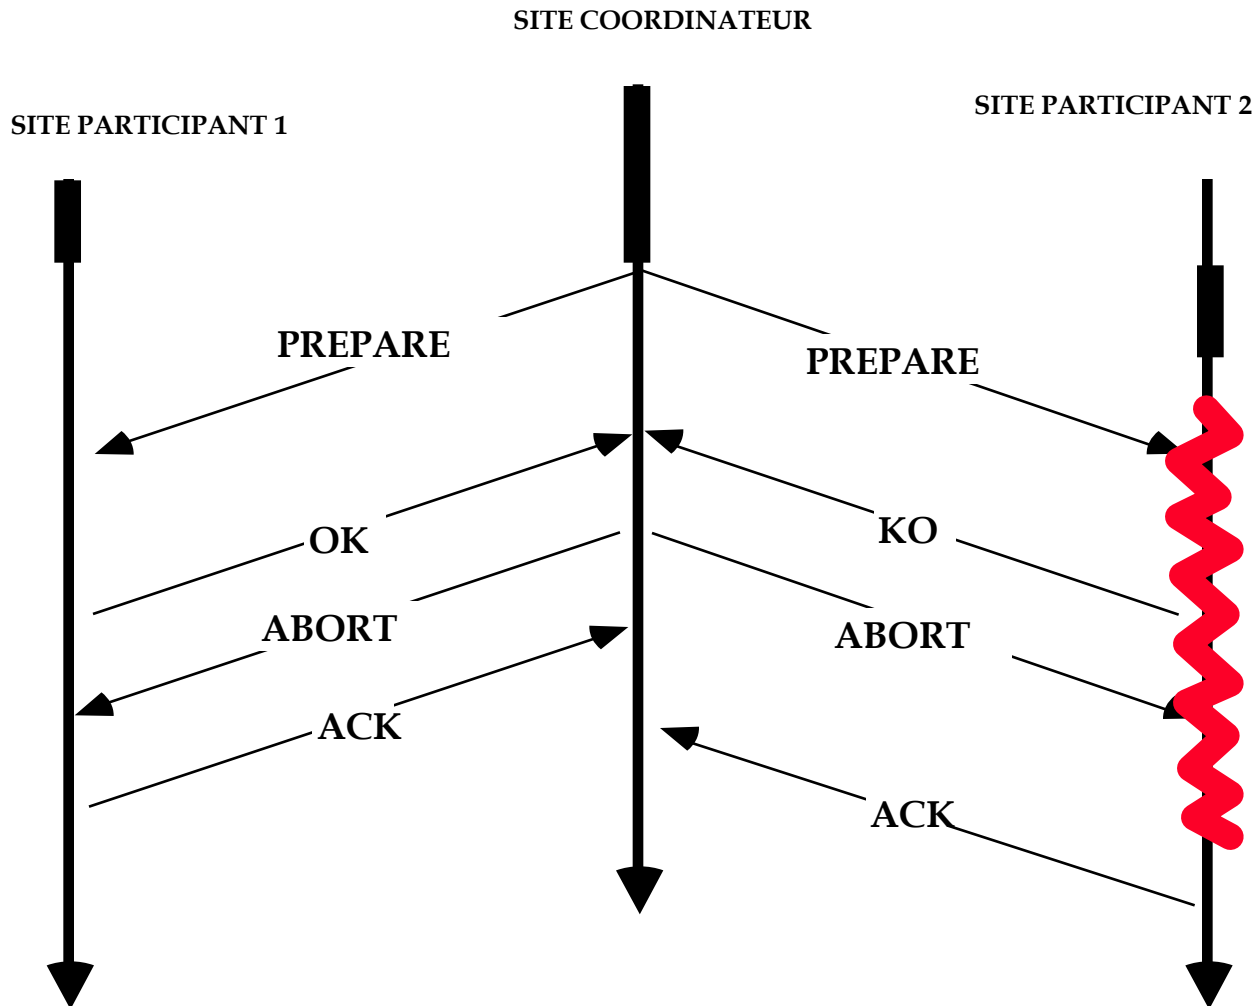 SITE COORDINATEUR
SITE PARTICIPANT 2
SITE PARTICIPANT 1
PREPARE
PREPARE
OK
KO
ABORT
ABORT
ACK
ACK